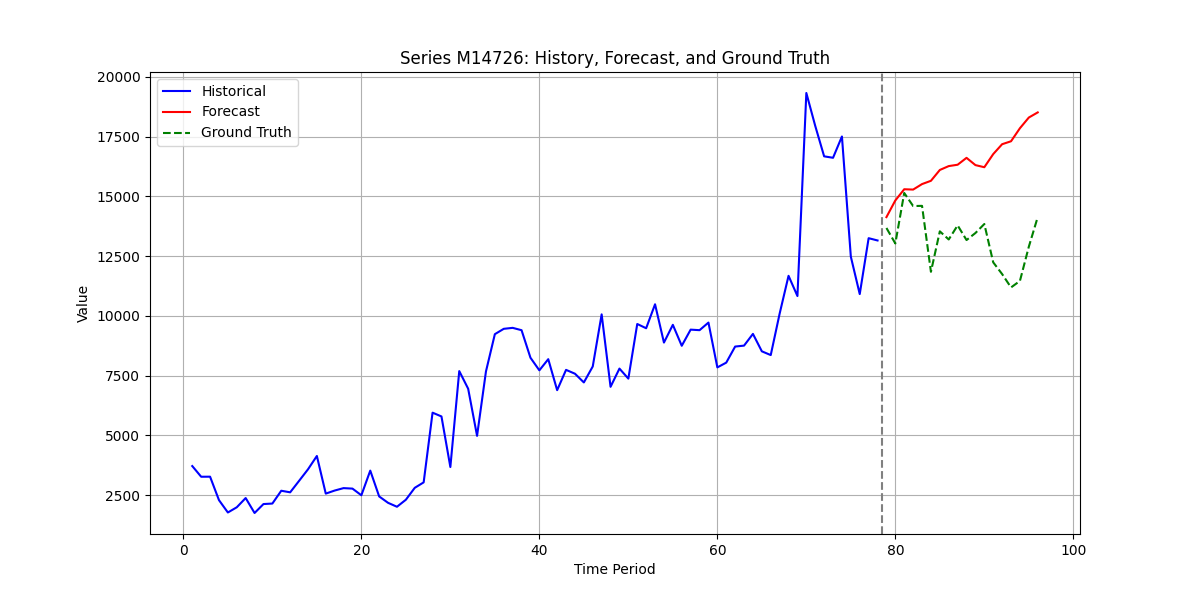 Series M14726: History, Forecast, and Ground Truth
Historical
Forecast
Ground Truth
Value
20000
17500
15000
12500
10000
7500
5000
2500
0 20 40 60 80 100
Time Period